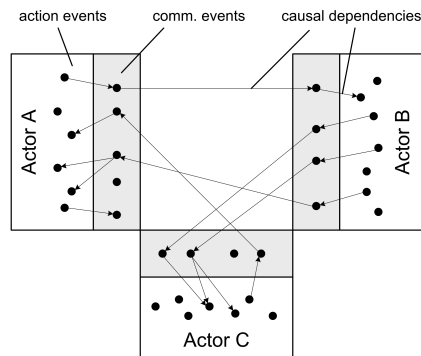 action events
comm. events
causal dependencies
Actor A
Actor B
Actor C